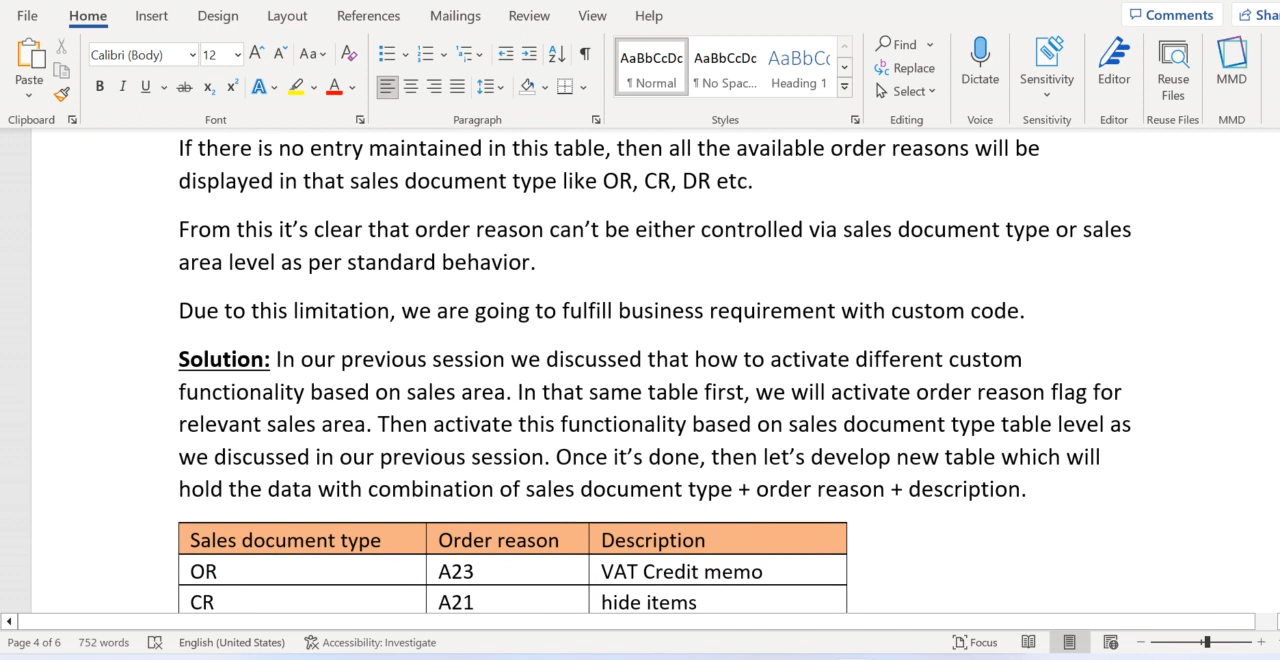 File Home Insert Design Layout References Mailings Review View Help Comments Sha
Calibri (Body) 12 Aa AaBbCcDc AaBbCcDc AaBbCc Find
Paste B I U ab x₂ x² A A ¶ Normal ¶ No Spac... Heading 1 Replace Select Dictate Sensitivity Editor Reuse Files MMD
Clipboard Font Paragraph Styles Editing Voice Sensitivity Editor Reuse Files MMD
If there is no entry maintained in this table, then all the available order reasons will be
displayed in that sales document type like OR, CR, DR etc.
From this it’s clear that order reason can’t be either controlled via sales document type or sales
area level as per standard behavior.
Due to this limitation, we are going to fulfill business requirement with custom code.
Solution: In our previous session we discussed that how to activate different custom
functionality based on sales area. In that same table first, we will activate order reason flag for
relevant sales area. Then activate this functionality based on sales document type table level as
we discussed in our previous session. Once it’s done, then let’s develop new table which will
hold the data with combination of sales document type + order reason + description.
Sales document type Order reason Description
OR A23 VAT Credit memo
CR A21 hide items
Page 4 of 6 752 words English (United States) Accessibility: Investigate Focus